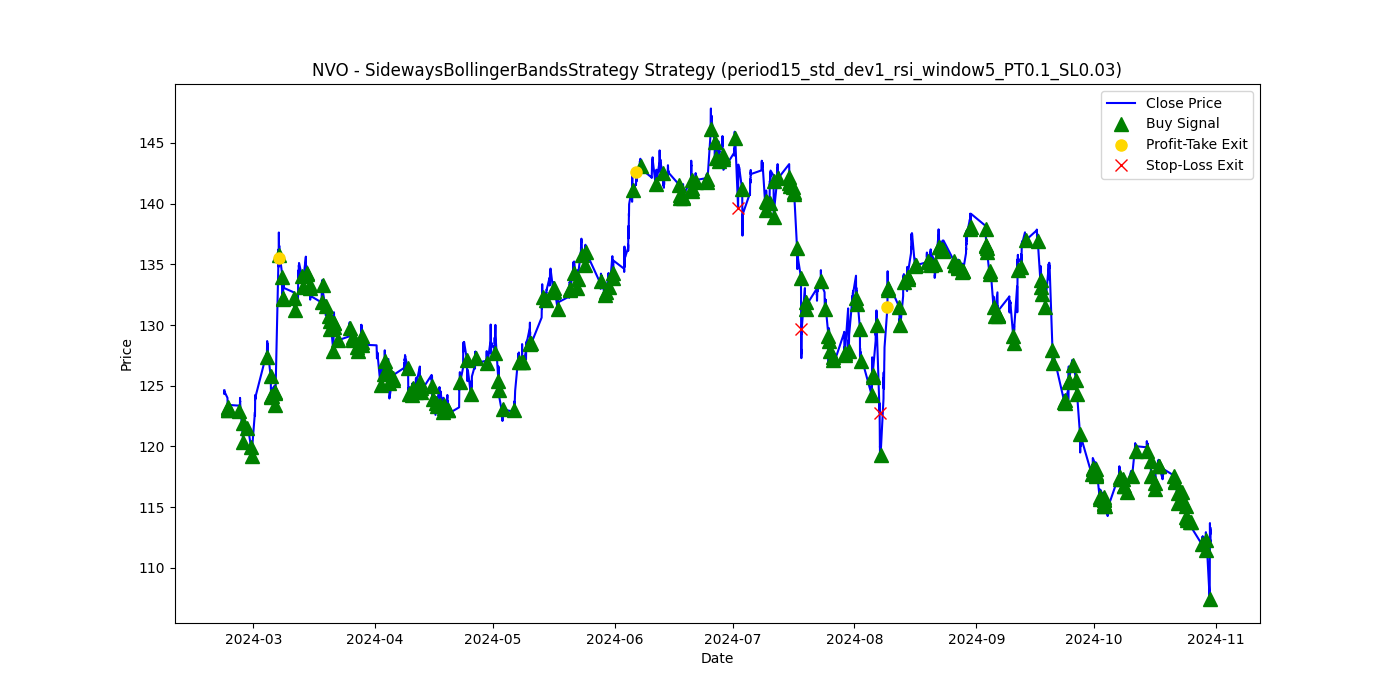 NVO - SidewaysBollingerBandsStrategy Strategy (period15_std_dev1_rsi_window5_PT0.1_SL0.03)
Close Price
Buy Signal
Profit-Take Exit
Stop-Loss Exit
Price
145
140
135
130
125
120
115
110
2024-03
2024-04
2024-05
2024-06
2024-07
2024-08
2024-09
2024-10
2024-11
Date